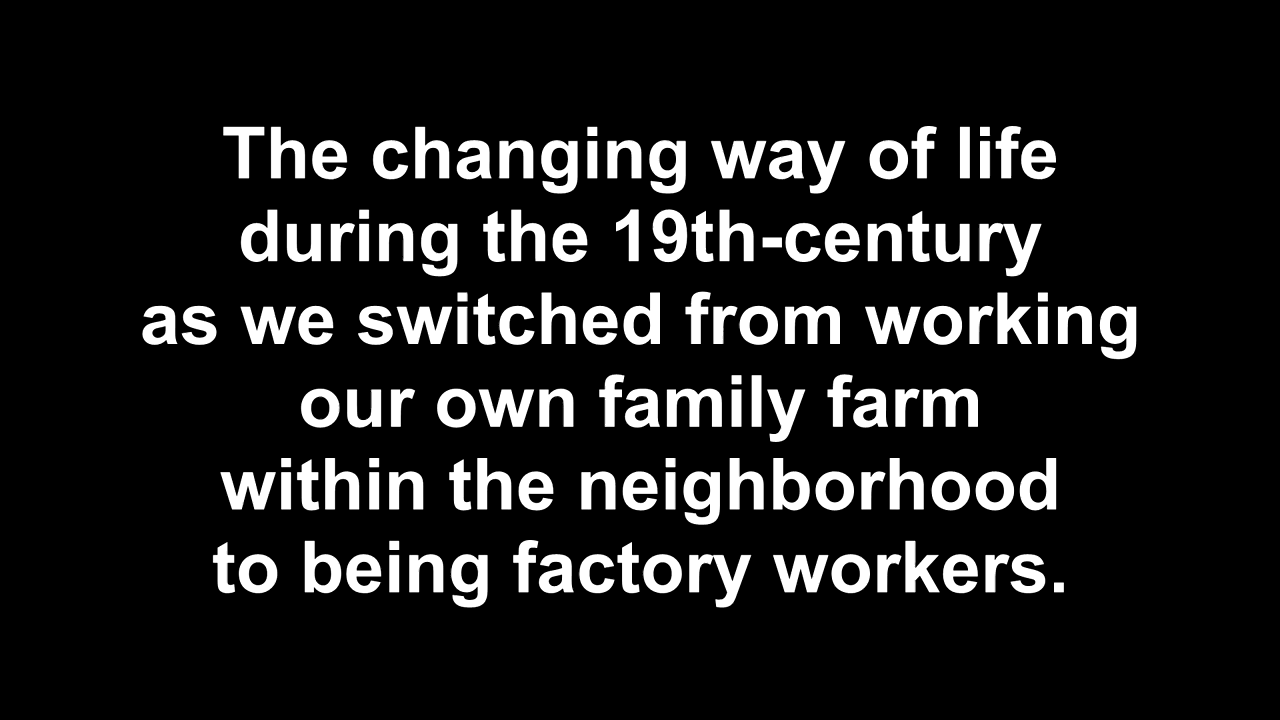 The changing way of life
during the 19th-century
as we switched from working
our own family farm
within the neighborhood
to being factory workers.